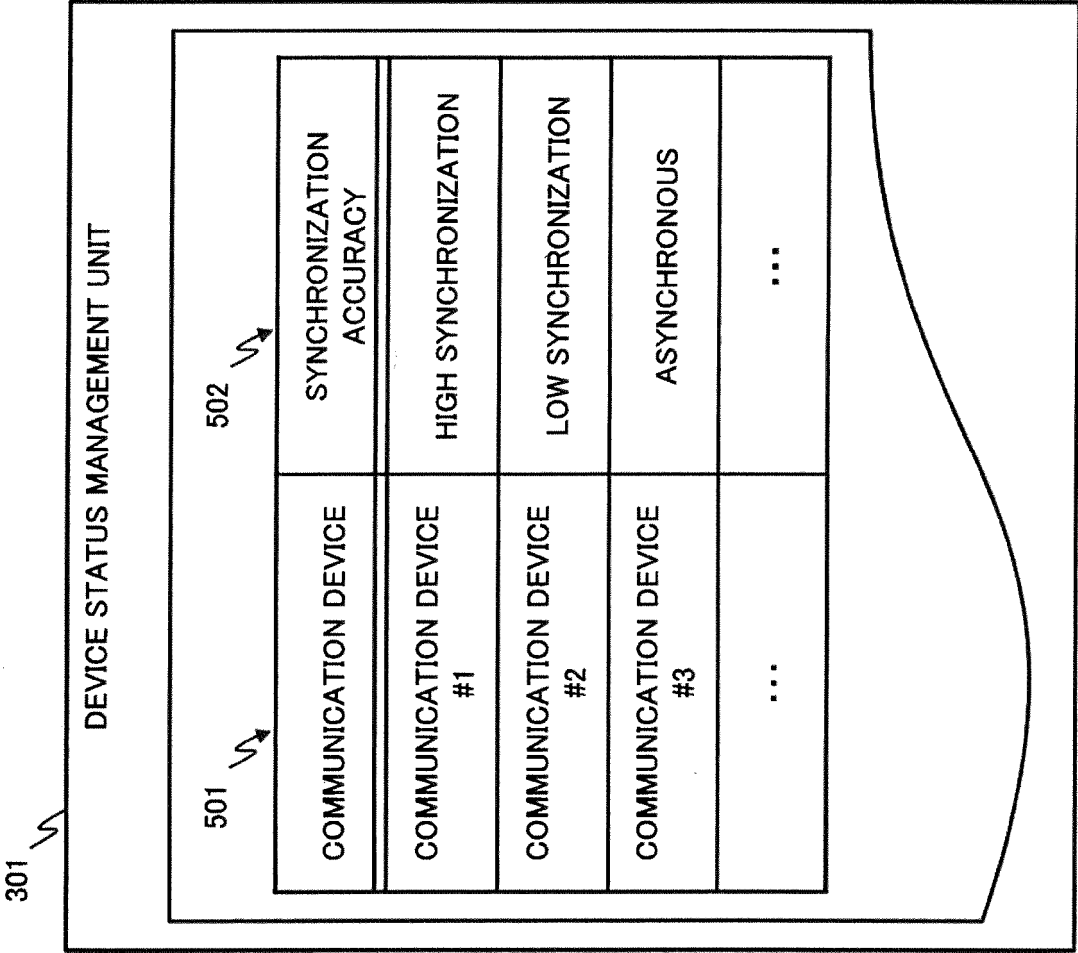 301
DEVICE STATUS MANAGEMENT UNIT
501
502
COMMUNICATION DEVICE
SYNCHRONIZATION
ACCURACY
COMMUNICATION DEVICE
#1
HIGH SYNCHRONIZATION
COMMUNICATION DEVICE
#2
LOW SYNCHRONIZATION
COMMUNICATION DEVICE
#3
ASYNCHRONOUS
...
...